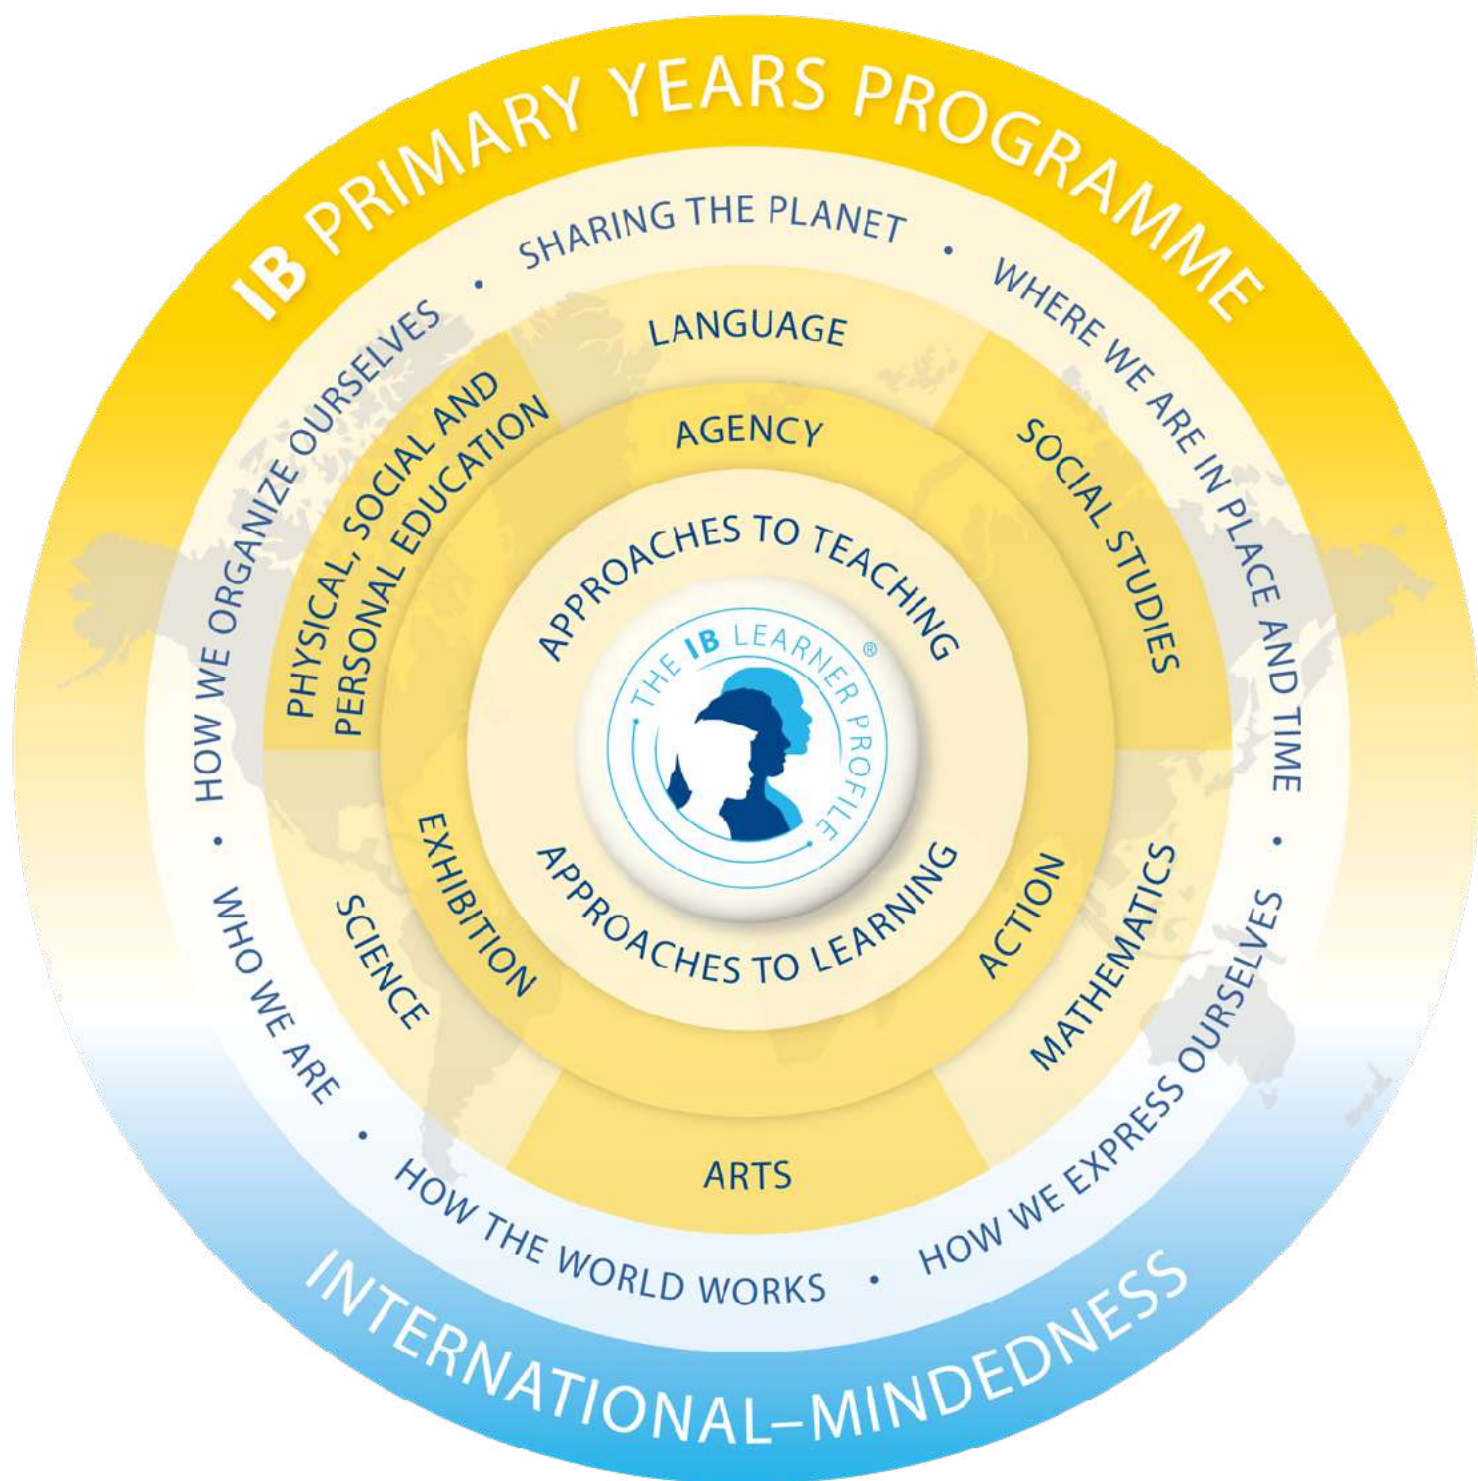 IB PRIMARY YEARS PROGRAMME
SHARING THE PLANET
•
WHERE WE ARE IN PLACE AND TIME
•
HOW WE EXPRESS OURSELVES
•
HOW THE WORLD WORKS
•
WHO WE ARE
•
HOW WE ORGANIZE OURSELVES
•
LANGUAGE
SOCIAL STUDIES
MATHEMATICS
ARTS
SCIENCE
PHYSICAL, SOCIAL AND
PERSONAL EDUCATION
AGENCY
ACTION
EXHIBITION
APPROACHES TO TEACHING
APPROACHES TO LEARNING
• THE IB LEARNER PROFILE • ®
INTERNATIONAL–MINDEDNESS